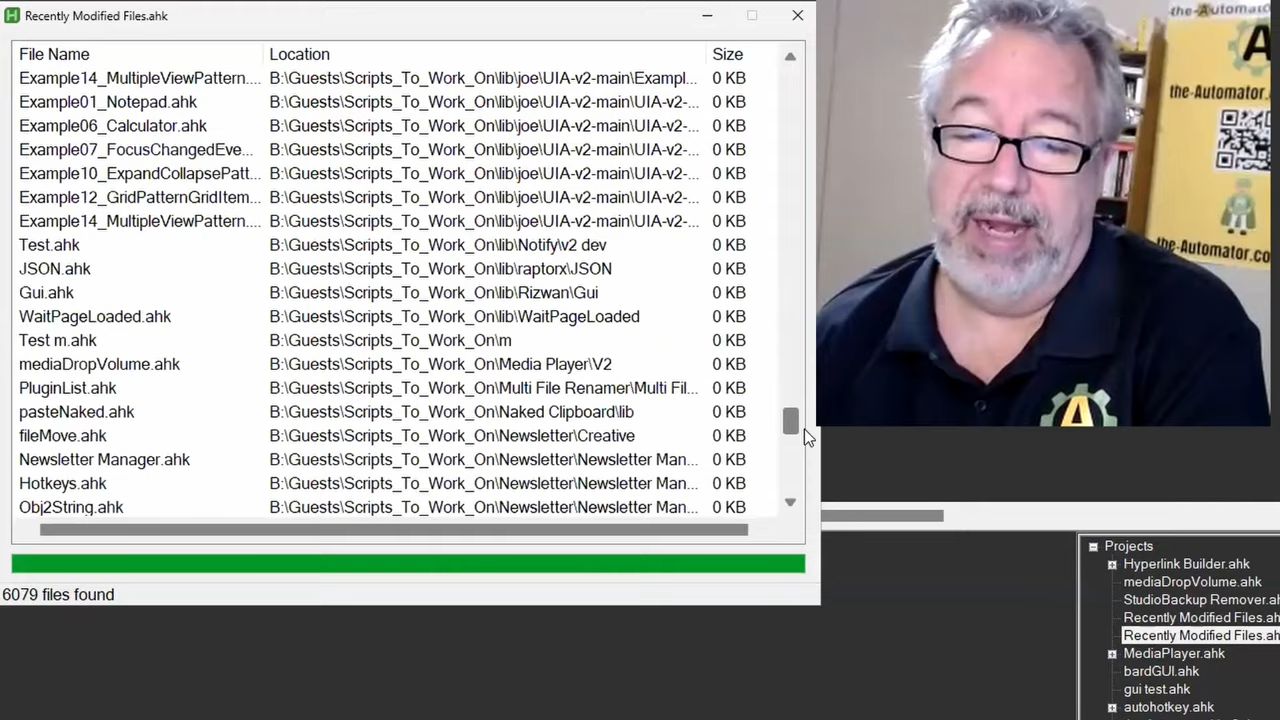 Recently Modified Files.ahk
File Name Location Size
Example14_MultipleViewPattern.... B:\Guests\Scripts_To_Work_On\lib\joe\UIA-v2-main\Exampl... 0 KB
Example01_Notepad.ahk B:\Guests\Scripts_To_Work_On\lib\joe\UIA-v2-main\UIA-v2-... 0 KB
Example06_Calculator.ahk B:\Guests\Scripts_To_Work_On\lib\joe\UIA-v2-main\UIA-v2-... 0 KB
Example07_FocusChangedEve... B:\Guests\Scripts_To_Work_On\lib\joe\UIA-v2-main\UIA-v2-... 0 KB
Example10_ExpandCollapsePatt... B:\Guests\Scripts_To_Work_On\lib\joe\UIA-v2-main\UIA-v2-... 0 KB
Example12_GridPatternGridItem... B:\Guests\Scripts_To_Work_On\lib\joe\UIA-v2-main\UIA-v2-... 0 KB
Example14_MultipleViewPattern.... B:\Guests\Scripts_To_Work_On\lib\joe\UIA-v2-main\UIA-v2-... 0 KB
Test.ahk B:\Guests\Scripts_To_Work_On\lib\Notify\v2 dev 0 KB
JSON.ahk B:\Guests\Scripts_To_Work_On\lib\raptorx\JSON 0 KB
Gui.ahk B:\Guests\Scripts_To_Work_On\lib\Rizwan\Gui 0 KB
WaitPageLoaded.ahk B:\Guests\Scripts_To_Work_On\lib\WaitPageLoaded 0 KB
Test m.ahk B:\Guests\Scripts_To_Work_On\m 0 KB
mediaDropVolume.ahk B:\Guests\Scripts_To_Work_On\Media Player\V2 0 KB
PluginList.ahk B:\Guests\Scripts_To_Work_On\Multi File Renamer\Multi Fil... 0 KB
pasteNaked.ahk B:\Guests\Scripts_To_Work_On\Naked Clipboard\lib 0 KB
fileMove.ahk B:\Guests\Scripts_To_Work_On\Newsletter\Creative 0 KB
Newsletter Manager.ahk B:\Guests\Scripts_To_Work_On\Newsletter\Newsletter Man... 0 KB
Hotkeys.ahk B:\Guests\Scripts_To_Work_On\Newsletter\Newsletter Man... 0 KB
Obj2String.ahk B:\Guests\Scripts_To_Work_On\Newsletter\Newsletter Man... 0 KB
6079 files found
the-Automato
A
the-Automator.
the-Automator.co
A
Projects
Hyperlink Builder.ahk
mediaDropVolume.ahk
StudioBackup Remover.a
Recently Modified Files.ah
Recently Modified Files.ah
MediaPlayer.ahk
bardGUI.ahk
gui test.ahk
autohotkey.ahk